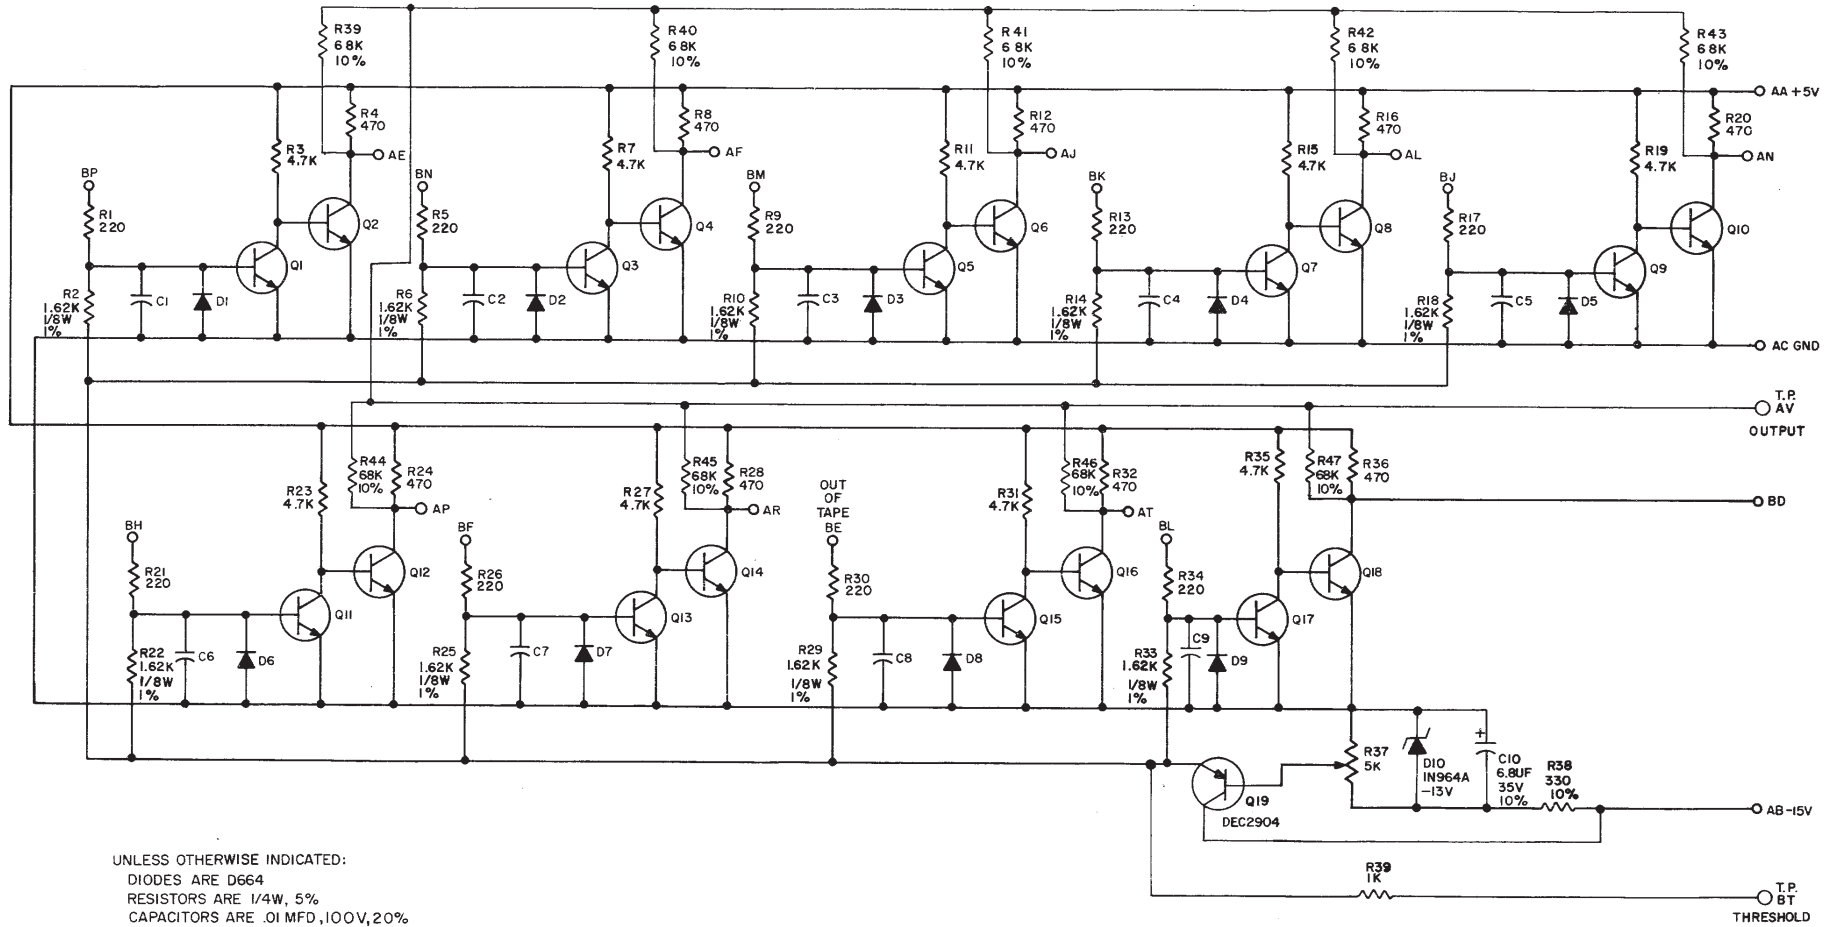 R39
68K
10%
R40
68K
10%
R41
68K
10%
R42
68K
10%
R43
68K
10%
R4
470
R8
470
R12
470
R16
470
R20
470
AA +5V
R3
4.7K
AE
R7
4.7K
AF
R11
4.7K
AJ
R15
4.7K
AL
R19
4.7K
AN
BP
R1
220
Q2
BN
R5
220
Q4
BM
R9
220
Q6
BK
R13
220
Q8
BJ
R17
220
Q10
Q1
Q3
Q5
Q7
Q9
R2
1.62K
1/8W
1%
C1
D1
R6
1.62K
1/8W
1%
C2
D2
R10
1.62K
1/8W
1%
C3
D3
R14
1.62K
1/8W
1%
C4
D4
R18
1.62K
1/8W
1%
C5
D5
AC GND
T.P.
AV
OUTPUT
R44
68K
10%
R24
470
R45
68K
10%
R28
470
R46
68K
10%
R32
470
R35
4.7K
R47
68K
10%
R36
470
R23
4.7K
AP
R27
4.7K
AR
OUT
OF
TAPE
BE
R31
4.7K
AT
BD
BH
R21
220
Q12
BF
R26
220
Q14
R30
220
Q16
BL
R34
220
Q18
Q11
Q13
Q15
Q17
R22
1.62K
1/8W
1%
C6
D6
R25
1.62K
1/8W
1%
C7
D7
R29
1.62K
1/8W
1%
C8
D8
R33
1.62K
1/8W
1%
C9
D9
R37
5K
D10
1N964A
-13V
+
C10
6.8UF
35V
10%
R38
330
10%
AB-15V
Q19
DEC2904
R39
1K
T.P.
BT
THRESHOLD
UNLESS OTHERWISE INDICATED:
DIODES ARE D664
RESISTORS ARE 1/4W, 5%
CAPACITORS ARE .01 MFD, 100V, 20%